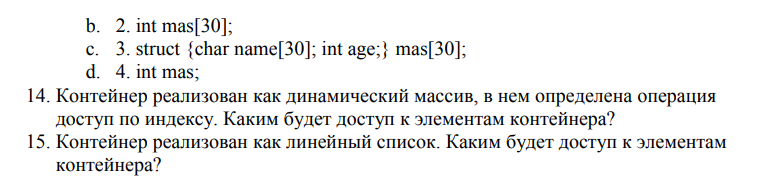 b. 2. int mas[30];
c. 3. struct {char name[30]; int age;} mas[30];
d. 4. int mas;
14. Контейнер реализован как динамический массив, в нем определена операция
доступ по индексу. Каким будет доступ к элементам контейнера?
15. Контейнер реализован как линейный список. Каким будет доступ к элементам
контейнера?